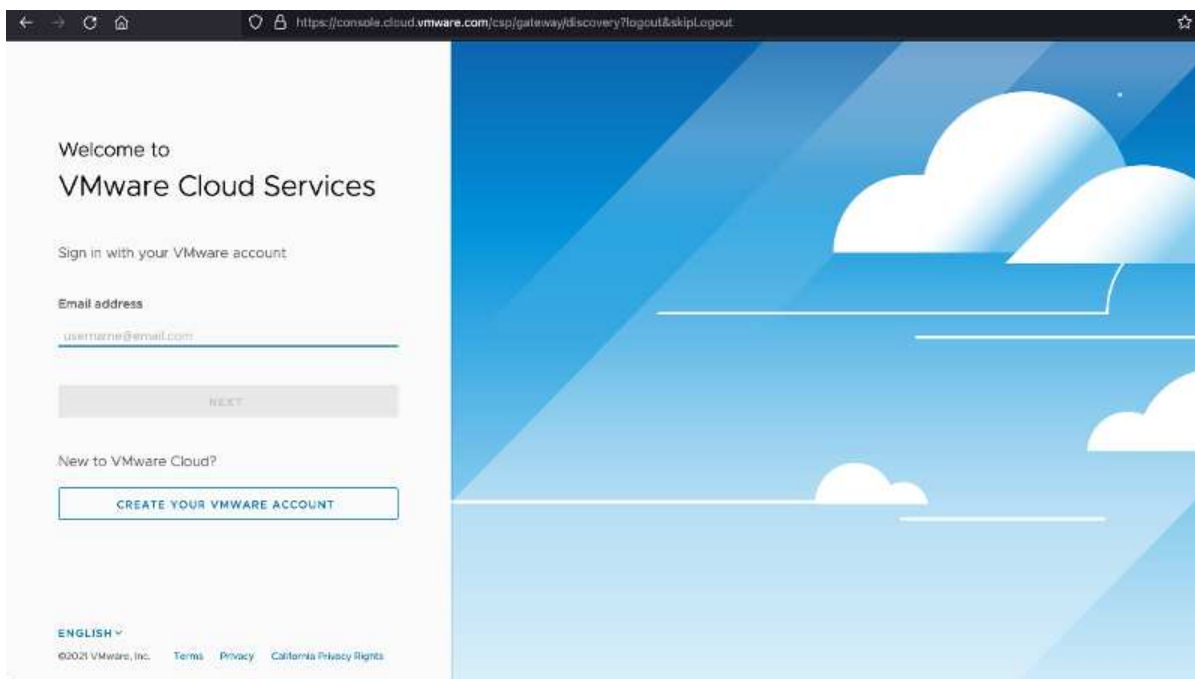 https://console.cloud.vmware.com/csp/gateway/discovery?logout&skipLogout
Welcome to
VMware Cloud Services
Sign in with your VMware account
Email address
username@email.com
NEXT
New to VMware Cloud?
CREATE YOUR VMWARE ACCOUNT
ENGLISH
©2021 VMware, Inc. Terms Privacy California Privacy Rights